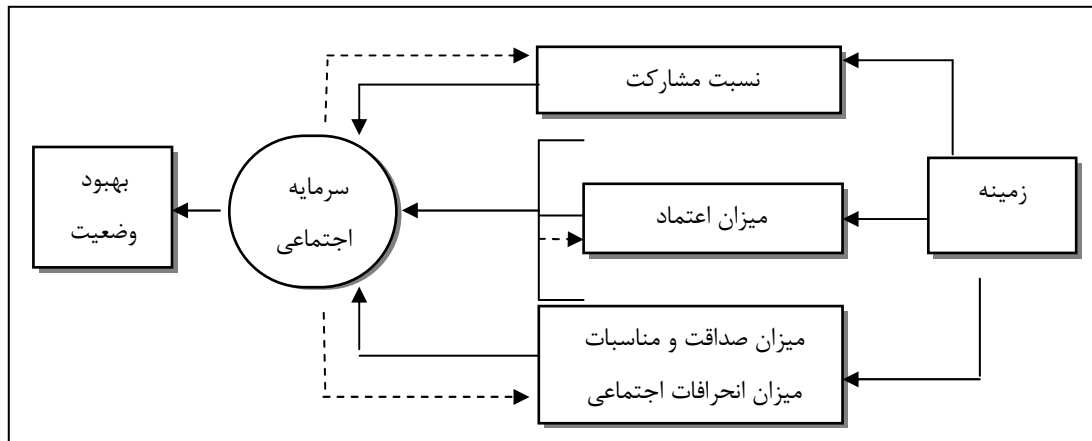 نسبت مشارکت
زمینه
میزان اعتماد
سرمایه
اجتماعی
بهبود
وضعیت
میزان صداقت و مناسبات
میزان انحرافات اجتماعی